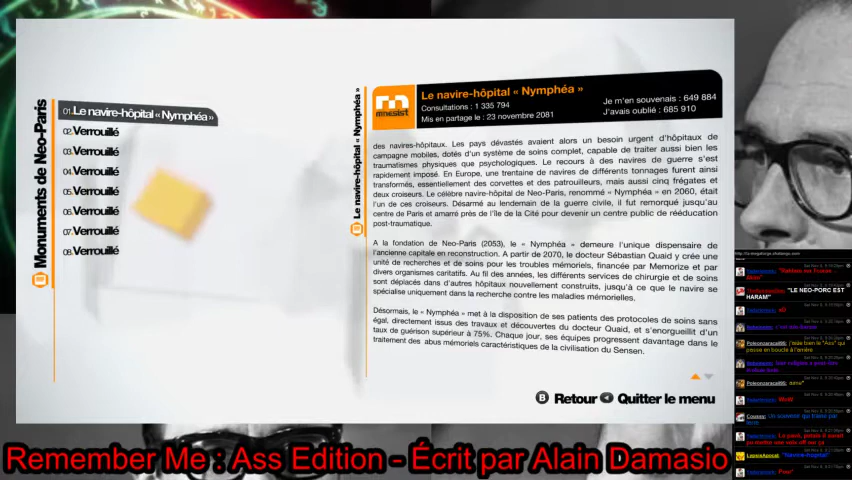 Monuments de Neo-Paris
01.Le navire-hôpital « Nymphéa »
02.Verrouillé
03.Verrouillé
04.Verrouillé
05.Verrouillé
06.Verrouillé
07.Verrouillé
08.Verrouillé
Le navire-hôpital « Nymphéa »
mnesist
Le navire-hôpital « Nymphéa »
Consultations : 1 335 794
Mis en partage le : 23 novembre 2081
Je m'en souvenais : 649 884
J'avais oublié : 685 910
des navires-hôpitaux. Les pays dévastés avaient alors un besoin urgent d'hôpitaux de
campagne mobiles, dotés d'un système de soins complet, capable de traiter aussi bien les
traumatismes physiques que psychologiques. Le recours à des navires de guerre s'est
rapidement imposé. En Europe, une trentaine de navires de différents tonnages furent ainsi
transformés, essentiellement des corvettes et des patrouilleurs, mais aussi cinq frégates et
deux croiseurs. Le célèbre navire-hôpital de Neo-Paris, renommé « Nymphéa » en 2060, était
l'un de ces croiseurs. Désarmé au lendemain de la guerre civile, il fut remorqué jusqu'au
centre de Paris et amarré près de l'île de la Cité pour devenir un centre public de rééducation
post-traumatique.
A la fondation de Neo-Paris (2053), le « Nymphéa » demeure l'unique dispensaire de
l'ancienne capitale en reconstruction. A partir de 2070, le docteur Sébastian Quaid y crée une
unité de recherches et de soins pour les troubles mémoriels, financée par Memorize et par
divers organismes caritatifs. Au fil des années, les différents services de chirurgie et de soins
sont déplacés dans d'autres hôpitaux nouvellement construits, jusqu'à ce que le navire se
spécialise uniquement dans la recherche contre les maladies mémorielles.
Désormais, le « Nymphéa » met à la disposition de ses patients des protocoles de soins sans
égal, directement issus des travaux et découvertes du docteur Quaid, et s'enorgueillit d'un
taux de guérison supérieur à 75%. Chaque jour, ses équipes progressent davantage dans le
traitement des abus mémoriels caractéristiques de la civilisation du Sensen.
B Retour Quitter le menu
"LE NEO-PORC EST
HARAM"
Remember Me : Ass Edition - Écrit par Alain Damasio